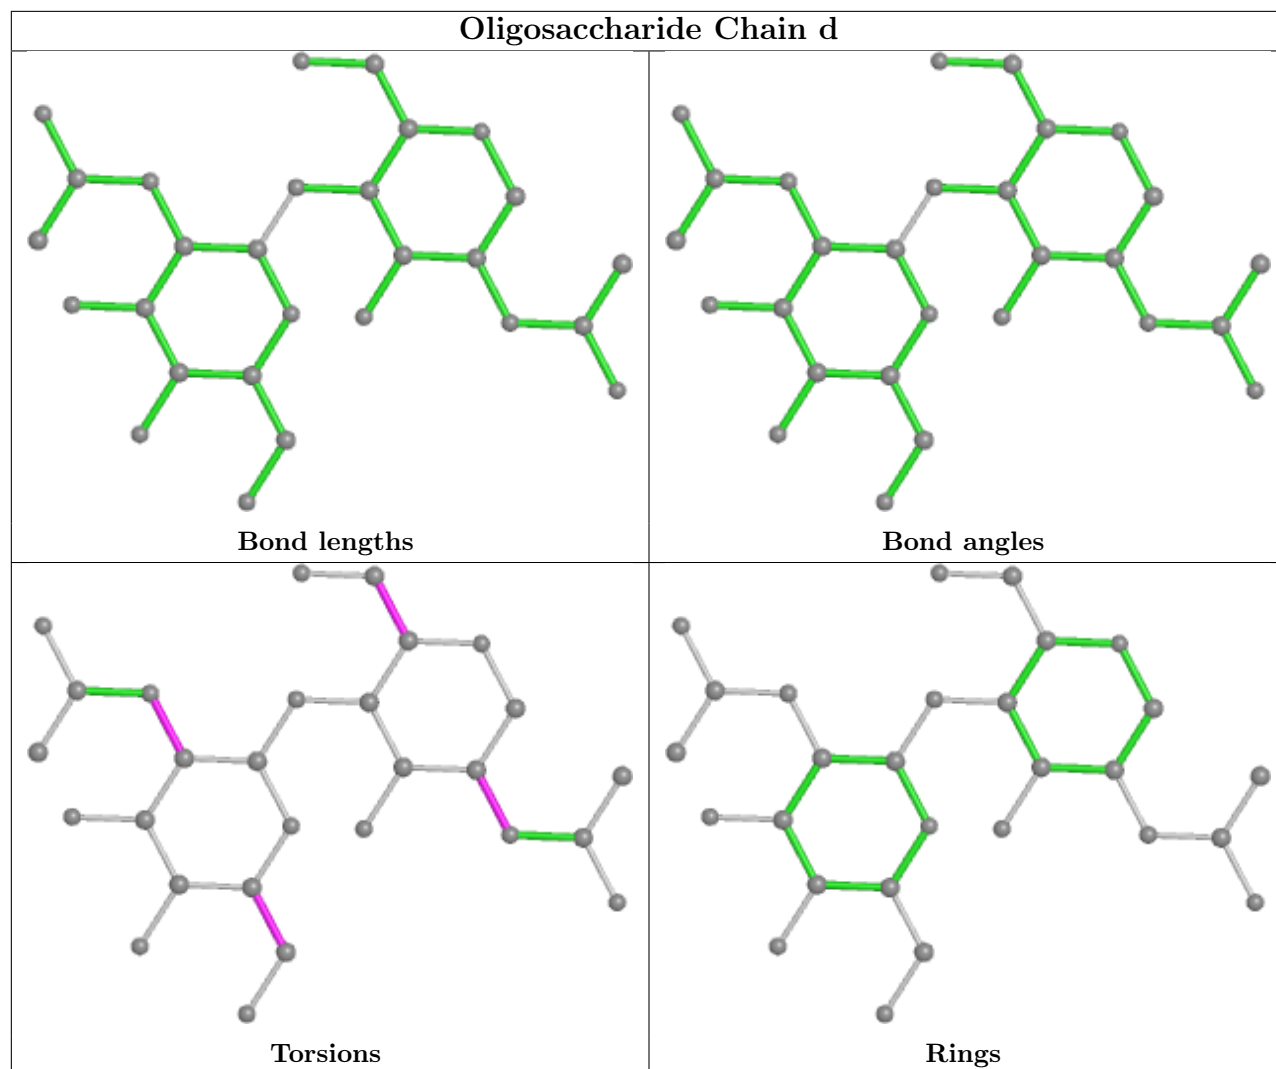 Oligosaccharide Chain d
Bond lengths
Bond angles
Torsions
Rings